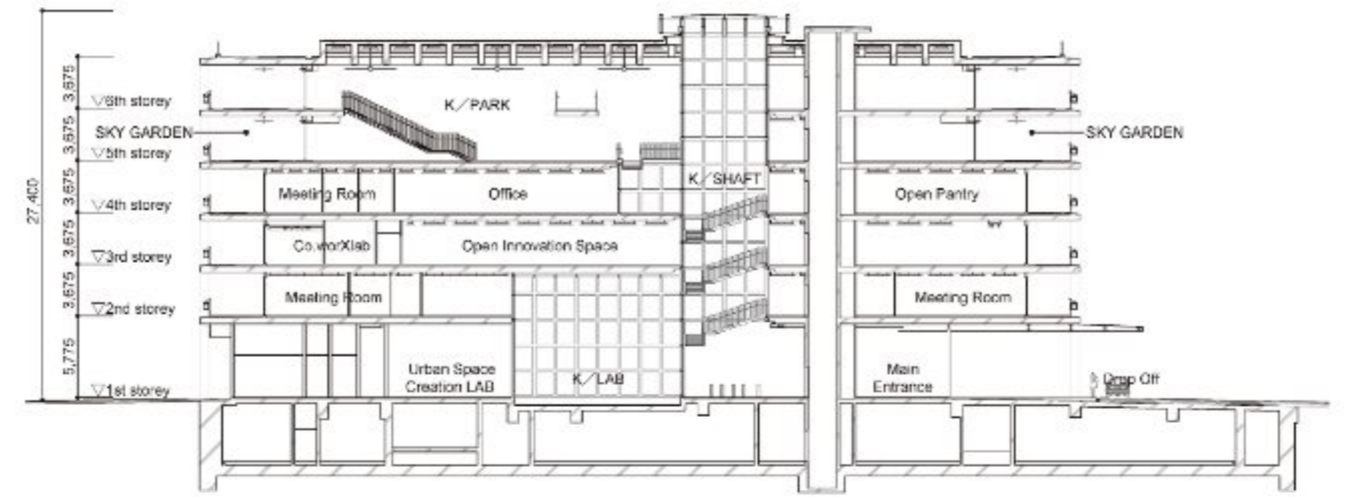 27,400
3,675
▽6th storey
K／PARK
SKY GARDEN
SKY GARDEN
3,675
▽5th storey
3,675
Meeting Room
Office
K／SHAFT
Open Pantry
▽4th storey
3,675
Co.worXlab
Open Innovation Space
▽3rd storey
3,675
Meeting Room
Meeting Room
▽2nd storey
5,775
Urban Space
Creation LAB
K／LAB
Main
Entrance
Drop Off
▽1st storey